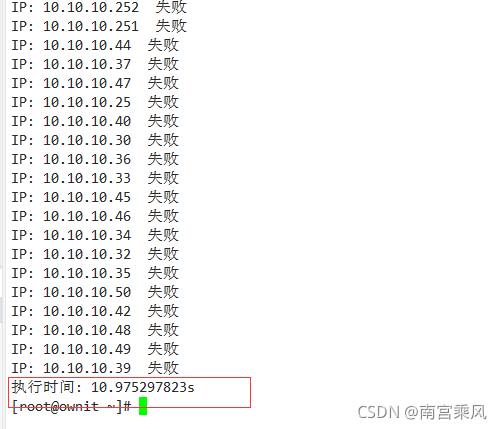 IP: 10.10.10.252 失败
IP: 10.10.10.251 失败
IP: 10.10.10.44 失败
IP: 10.10.10.37 失败
IP: 10.10.10.47 失败
IP: 10.10.10.25 失败
IP: 10.10.10.40 失败
IP: 10.10.10.30 失败
IP: 10.10.10.36 失败
IP: 10.10.10.33 失败
IP: 10.10.10.45 失败
IP: 10.10.10.46 失败
IP: 10.10.10.34 失败
IP: 10.10.10.32 失败
IP: 10.10.10.35 失败
IP: 10.10.10.50 失败
IP: 10.10.10.42 失败
IP: 10.10.10.48 失败
IP: 10.10.10.49 失败
IP: 10.10.10.39 失败
执行时间: 10.975297823s
[root@ownit ~]#
CSDN @南宫乘风